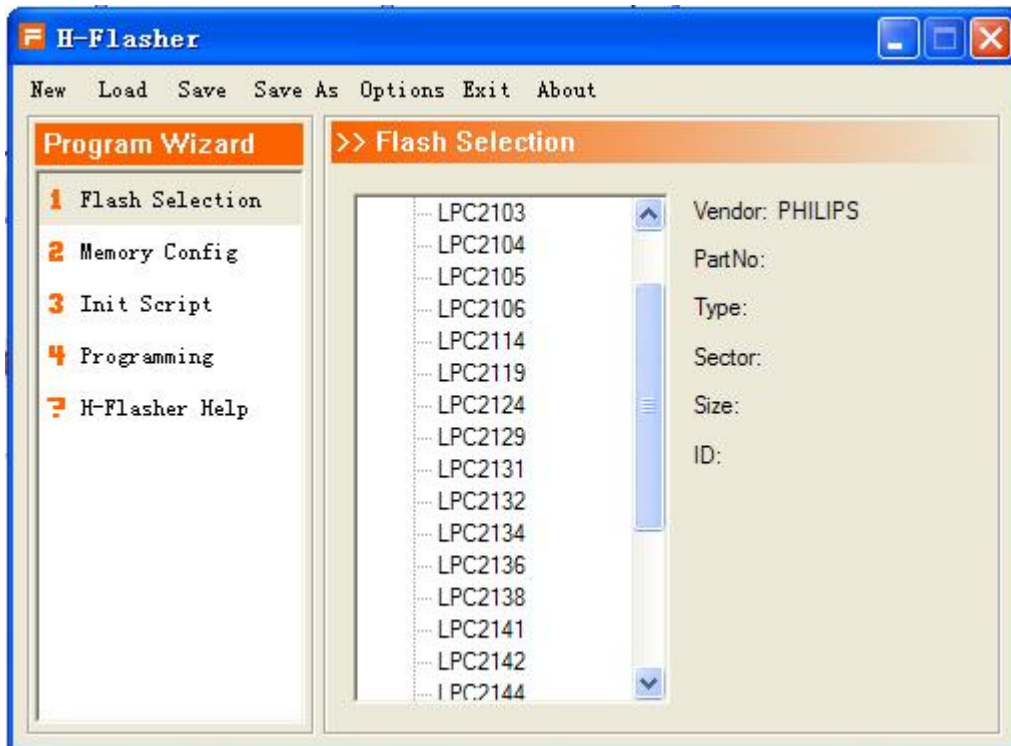 H-Flasher
New Load Save Save As Options Exit About
Program Wizard
1 Flash Selection
2 Memory Config
3 Init Script
4 Programming
? H-Flasher Help
>> Flash Selection
LPC2103
LPC2104
LPC2105
LPC2106
LPC2114
LPC2119
LPC2124
LPC2129
LPC2131
LPC2132
LPC2134
LPC2136
LPC2138
LPC2141
LPC2142
LPC2144
Vendor: PHILIPS
PartNo:
Type:
Sector:
Size:
ID: